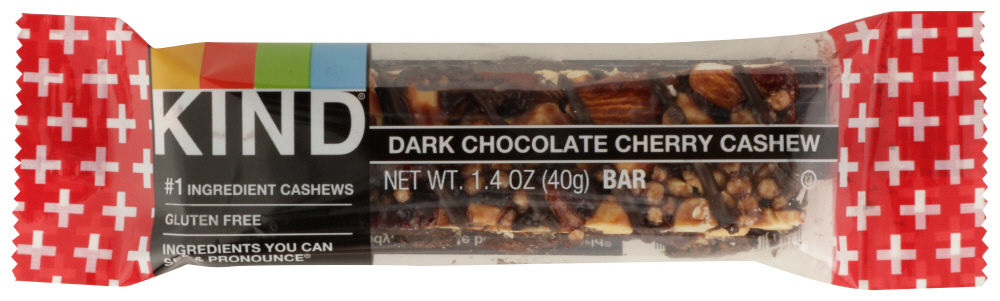 KIND®
DARK CHOCOLATE CHERRY CASHEW
NET WT. 1.4 OZ (40g) BAR
#1 INGREDIENT CASHEWS
GLUTEN FREE
INGREDIENTS YOU CAN
SEE & PRONOUNCE®